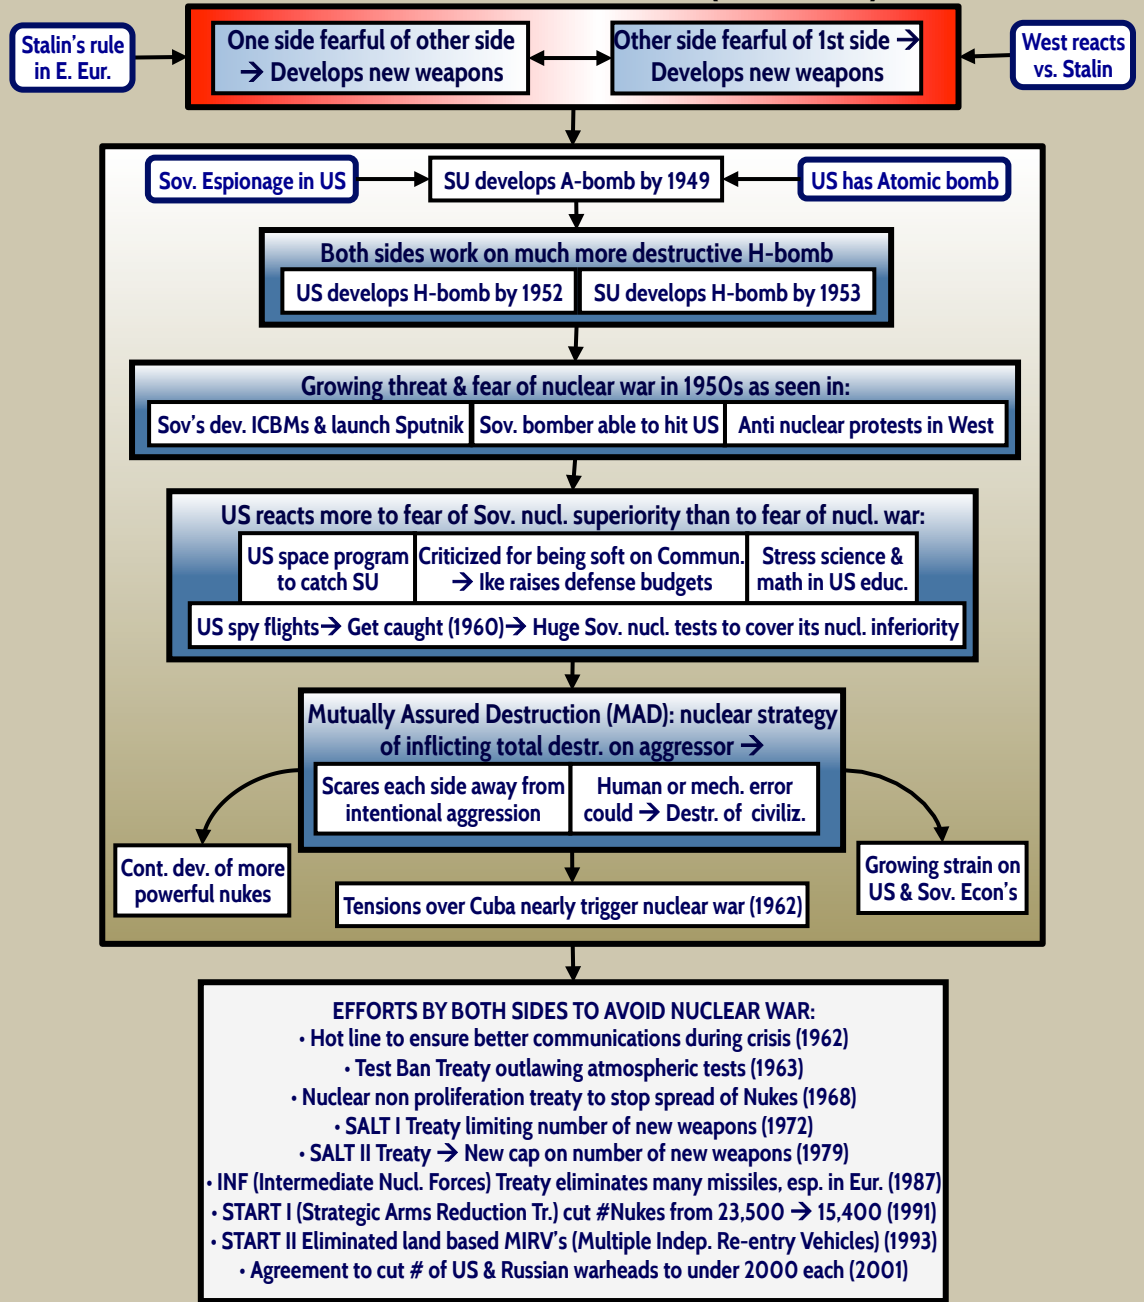 Stalin's rule
in E. Eur.
One side fearful of other side
→ Develops new weapons
Other side fearful of 1st side →
Develops new weapons
West reacts
vs. Stalin
Sov. Espionage in US
SU develops A-bomb by 1949
US has Atomic bomb
Both sides work on much more destructive H-bomb
US develops H-bomb by 1952
SU develops H-bomb by 1953
Growing threat & fear of nuclear war in 1950s as seen in:
Sov's dev. ICBMs & launch Sputnik
Sov. bomber able to hit US
Anti nuclear protests in West
US reacts more to fear of Sov. nucl. superiority than to fear of nucl. war:
US space program
to catch SU
Criticized for being soft on Commun.
→ Ike raises defense budgets
Stress science &
math in US educ.
US spy flights→ Get caught (1960)→ Huge Sov. nucl. tests to cover its nucl. inferiority
Mutually Assured Destruction (MAD): nuclear strategy
of inflicting total destr. on aggressor →
Scares each side away from
intentional aggression
Human or mech. error
could → Destr. of civiliz.
Cont. dev. of more
powerful nukes
Growing strain on
US & Sov. Econ's
Tensions over Cuba nearly trigger nuclear war (1962)
EFFORTS BY BOTH SIDES TO AVOID NUCLEAR WAR:
• Hot line to ensure better communications during crisis (1962)
• Test Ban Treaty outlawing atmospheric tests (1963)
• Nuclear non proliferation treaty to stop spread of Nukes (1968)
• SALT I Treaty limiting number of new weapons (1972)
• SALT II Treaty → New cap on number of new weapons (1979)
• INF (Intermediate Nucl. Forces) Treaty eliminates many missiles, esp. in Eur. (1987)
• START I (Strategic Arms Reduction Tr.) cut #Nukes from 23,500 → 15,400 (1991)
• START II Eliminated land based MIRV's (Multiple Indep. Re-entry Vehicles) (1993)
• Agreement to cut # of US & Russian warheads to under 2000 each (2001)